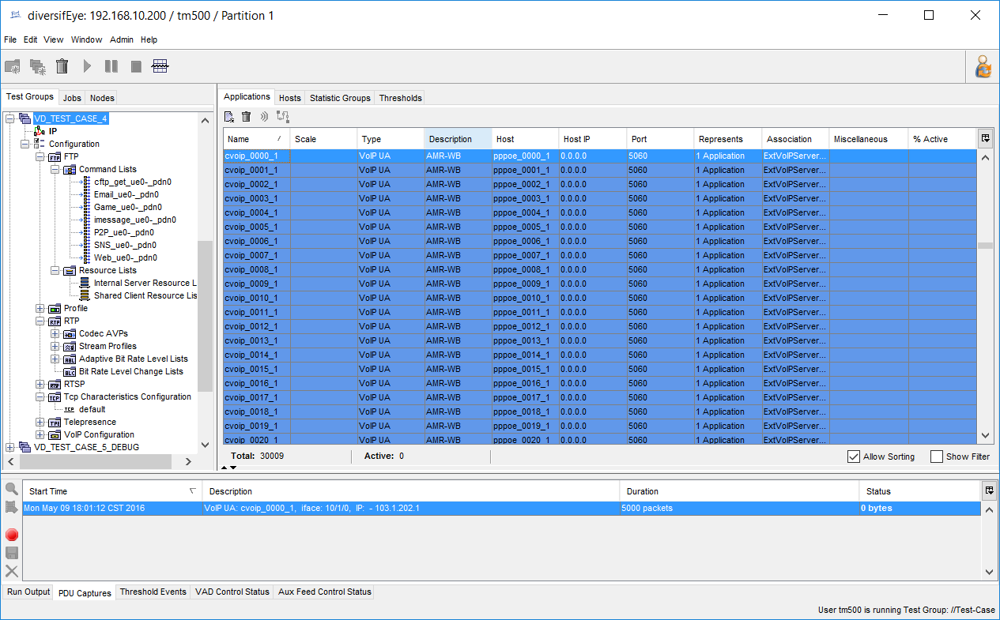 diversifEye: 192.168.10.200 / tm500 / Partition 1
File Edit View Window Admin Help
Test Groups Jobs Nodes
VD_TEST_CASE_4
IP
Configuration
FTP
Command Lists
cftp_get_ue0-_pdn0
Email_ue0-_pdn0
Game_ue0-_pdn0
imessage_ue0-_pdn0
P2P_ue0-_pdn0
SNS_ue0-_pdn0
Web_ue0-_pdn0
Resource Lists
Internal Server Resource L
Shared Client Resource Lis
Profile
RTP
Codec AVPs
Stream Profiles
Adaptive Bit Rate Level Lists
Bit Rate Level Change Lists
RTSP
Tcp Characteristics Configuration
default
Telepresence
VoIP Configuration
VD_TEST_CASE_5_DEBUG
Applications Hosts Statistic Groups Thresholds
Name Scale Type Description Host Host IP Port Represents Association Miscellaneous % Active
cvoip_0000_1 VoIP UA AMR-WB pppoe_0000_1 0.0.0.0 5060 1 Application ExtVoIPServer...
cvoip_0001_1 VoIP UA AMR-WB pppoe_0001_1 0.0.0.0 5060 1 Application ExtVoIPServer...
cvoip_0002_1 VoIP UA AMR-WB pppoe_0002_1 0.0.0.0 5060 1 Application ExtVoIPServer...
cvoip_0003_1 VoIP UA AMR-WB pppoe_0003_1 0.0.0.0 5060 1 Application ExtVoIPServer...
cvoip_0004_1 VoIP UA AMR-WB pppoe_0004_1 0.0.0.0 5060 1 Application ExtVoIPServer...
cvoip_0005_1 VoIP UA AMR-WB pppoe_0005_1 0.0.0.0 5060 1 Application ExtVoIPServer...
cvoip_0006_1 VoIP UA AMR-WB pppoe_0006_1 0.0.0.0 5060 1 Application ExtVoIPServer...
cvoip_0007_1 VoIP UA AMR-WB pppoe_0007_1 0.0.0.0 5060 1 Application ExtVoIPServer...
cvoip_0008_1 VoIP UA AMR-WB pppoe_0008_1 0.0.0.0 5060 1 Application ExtVoIPServer...
cvoip_0009_1 VoIP UA AMR-WB pppoe_0009_1 0.0.0.0 5060 1 Application ExtVoIPServer...
cvoip_0010_1 VoIP UA AMR-WB pppoe_0010_1 0.0.0.0 5060 1 Application ExtVoIPServer...
cvoip_0011_1 VoIP UA AMR-WB pppoe_0011_1 0.0.0.0 5060 1 Application ExtVoIPServer...
cvoip_0012_1 VoIP UA AMR-WB pppoe_0012_1 0.0.0.0 5060 1 Application ExtVoIPServer...
cvoip_0013_1 VoIP UA AMR-WB pppoe_0013_1 0.0.0.0 5060 1 Application ExtVoIPServer...
cvoip_0014_1 VoIP UA AMR-WB pppoe_0014_1 0.0.0.0 5060 1 Application ExtVoIPServer...
cvoip_0015_1 VoIP UA AMR-WB pppoe_0015_1 0.0.0.0 5060 1 Application ExtVoIPServer...
cvoip_0016_1 VoIP UA AMR-WB pppoe_0016_1 0.0.0.0 5060 1 Application ExtVoIPServer...
cvoip_0017_1 VoIP UA AMR-WB pppoe_0017_1 0.0.0.0 5060 1 Application ExtVoIPServer...
cvoip_0018_1 VoIP UA AMR-WB pppoe_0018_1 0.0.0.0 5060 1 Application ExtVoIPServer...
cvoip_0019_1 VoIP UA AMR-WB pppoe_0019_1 0.0.0.0 5060 1 Application ExtVoIPServer...
cvoip_0020_1 VoIP UA AMR-WB pppoe_0020_1 0.0.0.0 5060 1 Application ExtVoIPServer...
Total: 30009 Active: 0 Allow Sorting Show Filter
Start Time Description Duration Status
Mon May 09 18:01:12 CST 2016 VoIP UA: cvoip_0000_1, iface: 10/1/0, IP: - 103.1.202.1 5000 packets 0 bytes
Run Output PDU Captures Threshold Events VAD Control Status Aux Feed Control Status
User tm500 is running Test Group: //Test-Case